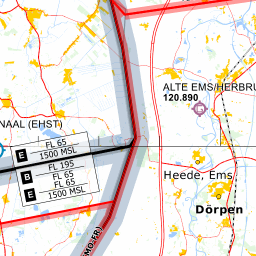 ALTE EMS/HERBRU
120.890
NAAL (EHST)
FL 65
E
1500 MSL
FL 195
B
FL 65
FL 65
E
1500 MSL
Heede, Ems
Dörpen